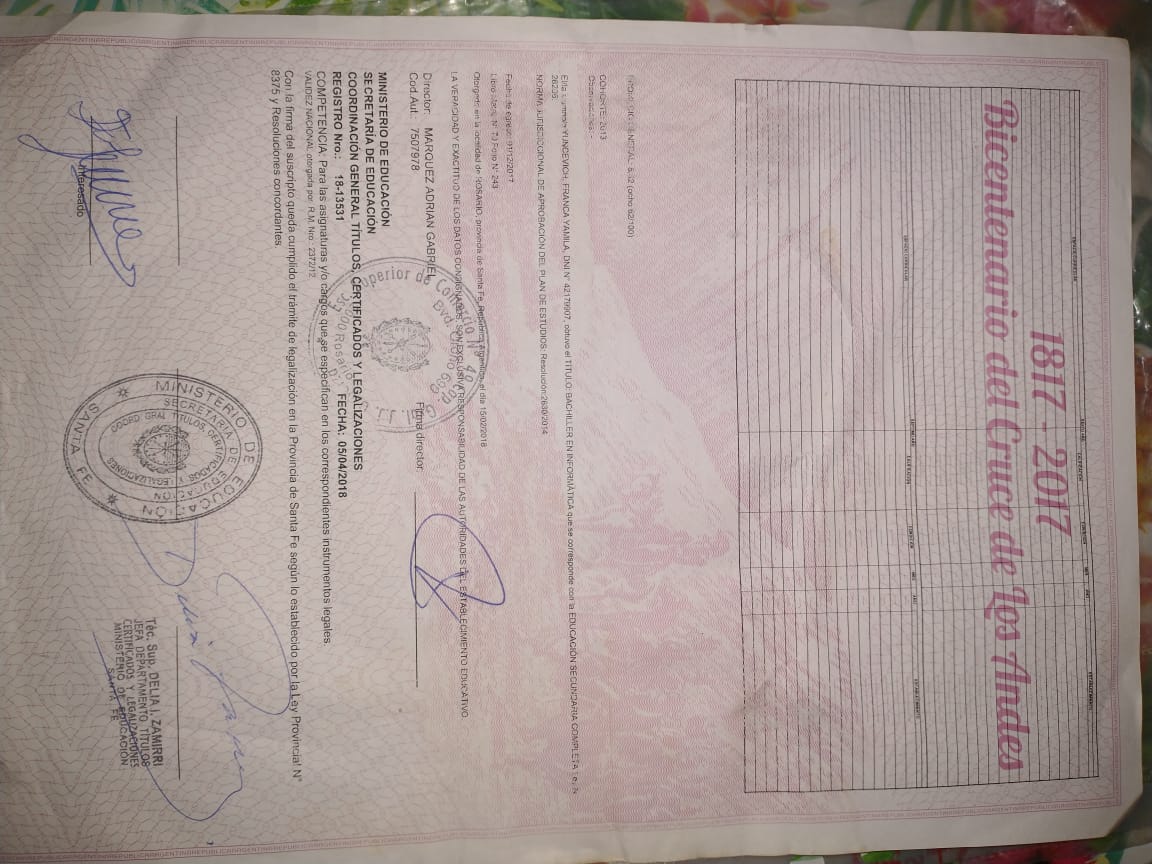 SEXTO AÑO
ESPACIO CURRICULAR CALIFICACIÓN CONDICIÓN MES AÑO ESTABLECIMIENTO
1817 - 2017
Bicentenario del Cruce de Los Andes
SEPTIMO AÑO
ESPACIO CURRICULAR CALIFICACIÓN CONDICIÓN MES AÑO ESTABLECIMIENTO
GENERAL: 8,62 (ocho 62/100)
COHORTE: 2013
Observaciones: -
YUNCEVICH, FRANCA YAMILA, DNI N° 42179907, obtuvo el TÍTULO: BACHILLER EN INFORMÁTICA que se corresponde con la EDUCACIÓN SECUNDARIA COMPLETA Ley N°
26206.
NORMA JURISDICCIONAL DE APROBACIÓN DEL PLAN DE ESTUDIOS: Resolución:2630/2014
Fecha de egreso: 01/12/2017
Libro Matriz N° 70 Folio N° 243
Otorgado en la localidad de ROSARIO, provincia de Santa Fe, República Argentina, el día 15/02/2018
LA VERACIDAD Y EXACTITUD DE LOS DATOS CONSIGNADOS, SON EXCLUSIVA RESPONSABILIDAD DE LAS AUTORIDADES DEL ESTABLECIMIENTO EDUCATIVO.
Director: MARQUEZ ADRIAN GABRIEL
Cod.Aut.: 7507978
Firma director:
Esc. Superior de Comercio N° 49 Cap. Gral. J.
Bvd. Oroño 690
2000 Rosario
MINISTERIO DE EDUCACIÓN
SECRETARÍA DE EDUCACIÓN
COORDINACIÓN GENERAL TÍTULOS, CERTIFICADOS Y LEGALIZACIONES
REGISTRO Nro.: 18-13531 FECHA: 05/04/2018
COMPETENCIA: Para las asignaturas y/o cargos que se especifican en los correspondientes instrumentos legales.
VALIDEZ NACIONAL otorgada por R.M. Nro.: 2372/12
Con la firma del suscripto queda cumplido el trámite de legalización en la Provincia de Santa Fe según lo establecido por la Ley Provincial N°
8375 y Resoluciones concordantes.
MINISTERIO DE EDUCACIÓN
SECRETARÍA DE EDUCACIÓN
COORD GRAL TÍTULOS, CERTIFICADOS Y LEGALIZACIONES
SANTA FE
Téc. Sup. DELIA I. ZAMIRRI
JEFA DEPARTAMENTO TÍTULOS
CERTIFICADOS Y LEGALIZACIONES
MINISTERIO DE EDUCACIÓN
SANTA FE
Interesado